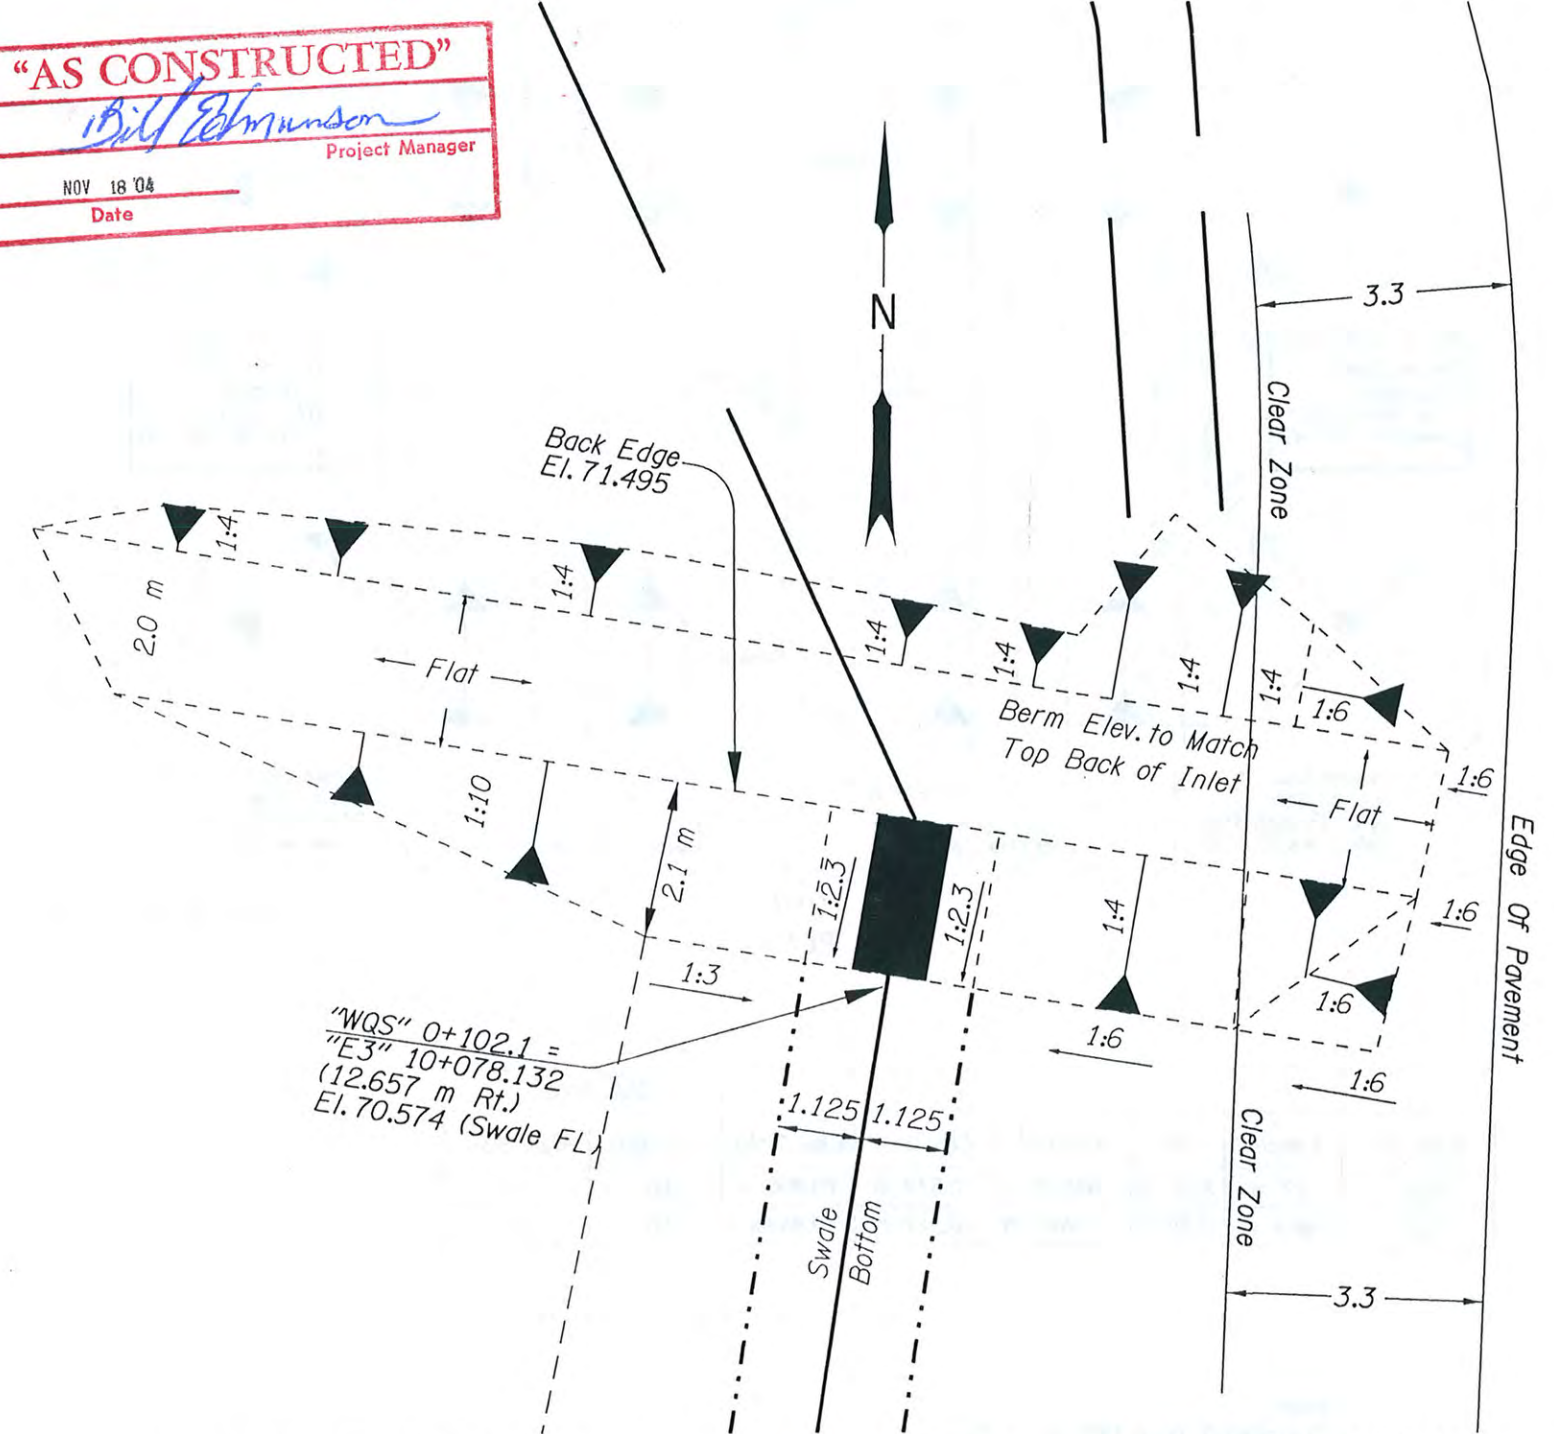 "AS CONSTRUCTED"
Bill Edmunson
Project Manager
NOV 18 '04
Date
N
3.3
Clear Zone
Back Edge
El. 71.495
1:4
1:4
1:4
1:4
1:4
1:4
1:6
2.0 m
Flat
Berm Elev. to Match
Top Back of Inlet
1:6
Flat
1:10
2.1 m
1:2.3
1:2.3
1:4
1:6
Edge Of Pavement
1:3
1:6
1:6
1:6
"WQS" 0+102.1 =
"E3" 10+078.132
(12.657 m Rt.)
El. 70.574 (Swale FL)
1.125
1.125
Swale
Bottom
Clear Zone
3.3